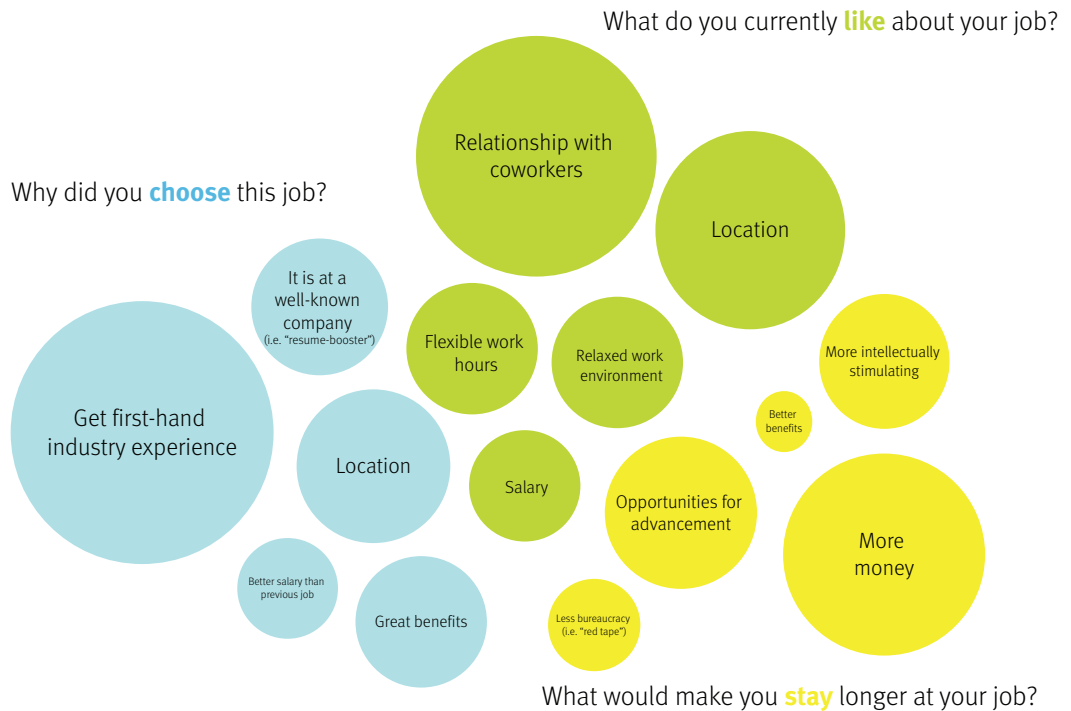 What do you currently like about your job?
Relationship with
coworkers
Location
Why did you choose this job?
It is at a
well-known
company
(i.e. “resume-booster”)
Flexible work
hours
Relaxed work
environment
More intellectually
stimulating
Get first-hand
industry experience
Location
Salary
Better
benefits
Opportunities for
advancement
More
money
Better salary than
previous job
Great benefits
Less bureaucracy
(i.e. “red tape”)
What would make you stay longer at your job?